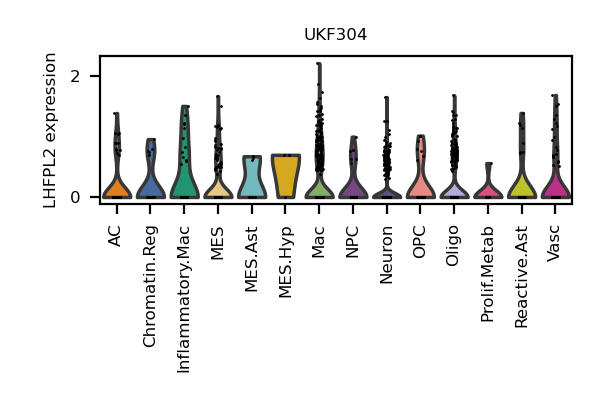 UKF304
LHFPL2 expression
2
0
AC
Chromatin.Reg
Inflammatory.Mac
MES
MES.Ast
MES.Hyp
Mac
NPC
Neuron
OPC
Oligo
Prolif.Metab
Reactive.Ast
Vasc